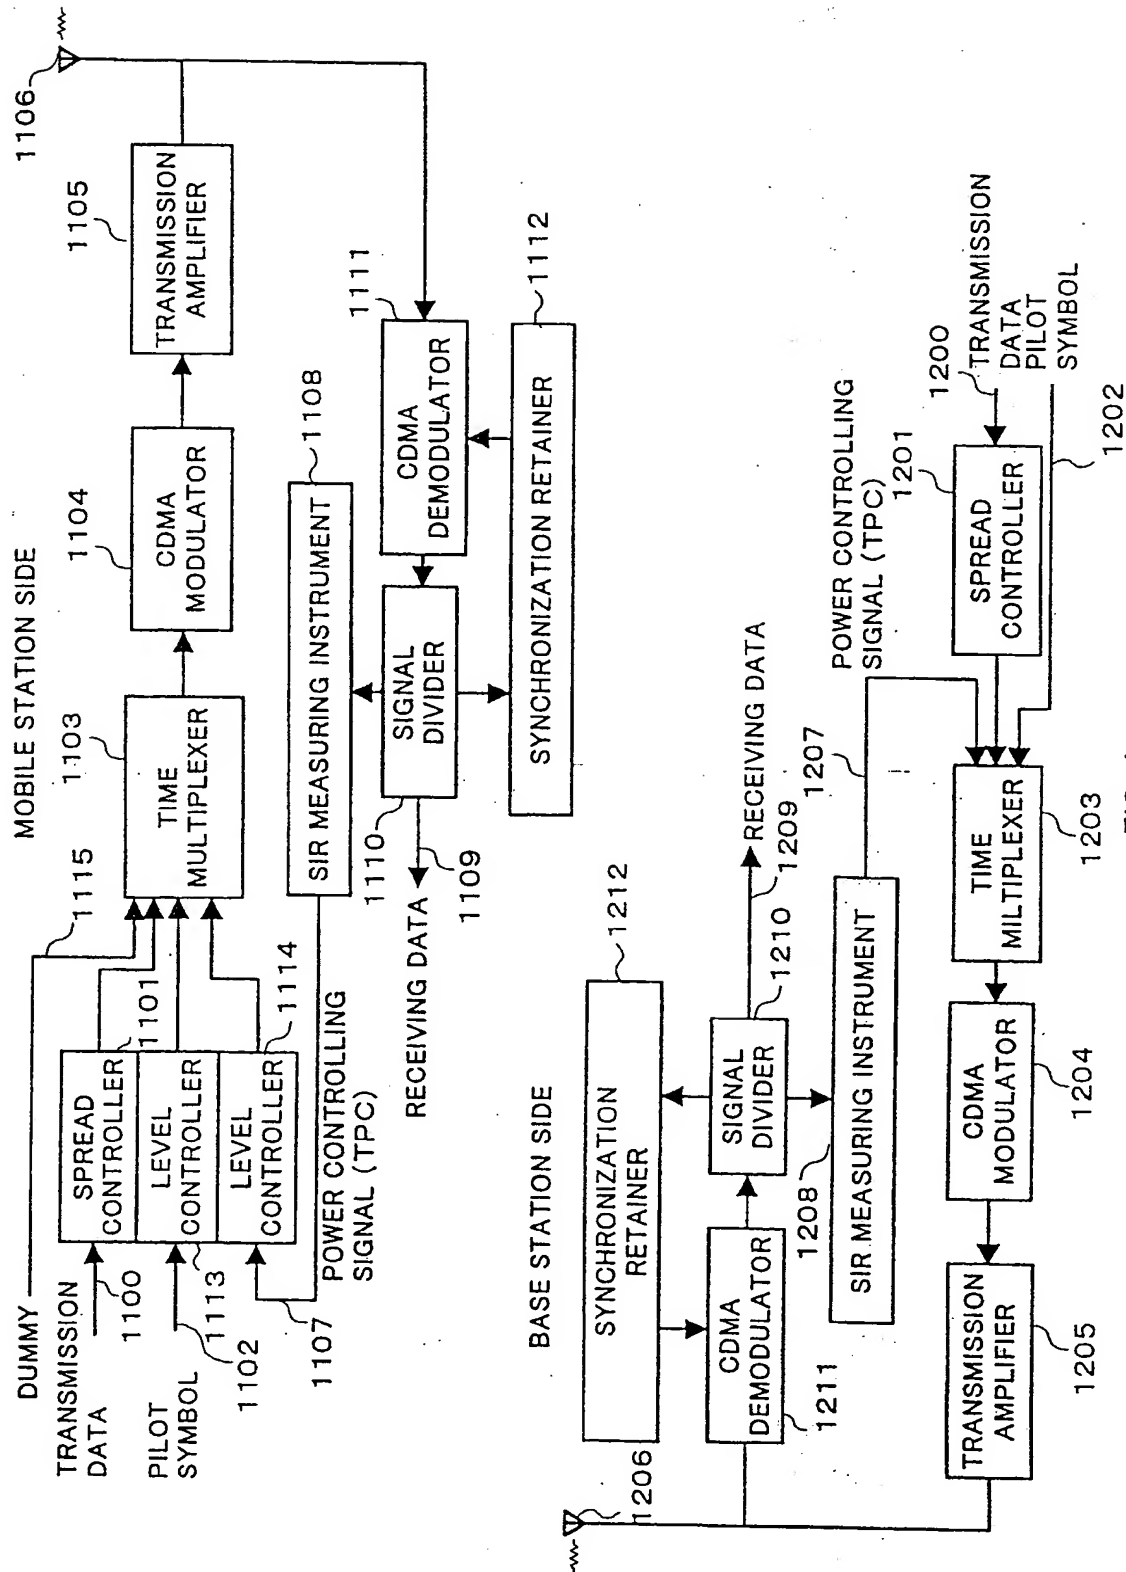 MOBILE STATION SIDE
DUMMY
1115
TRANSMISSION
DATA
1100
SPREAD
CONTROLLER
1101
PILOT
SYMBOL
1102
LEVEL
CONTROLLER
1113
LEVEL
CONTROLLER
1114
1107
POWER CONTROLLING
SIGNAL (TPC)
TIME
MULTIPLEXER
1103
CDMA
MODULATOR
1104
TRANSMISSION
AMPLIFIER
1105
1106
SIR MEASURING INSTRUMENT
1108
RECEIVING DATA
1109
SIGNAL
DIVIDER
1110
CDMA
DEMODULATOR
1111
SYNCHRONIZATION RETAINER
1112
BASE STATION SIDE
1206
SYNCHRONIZATION
RETAINER
1212
CDMA
DEMODULATOR
1211
SIGNAL
DIVIDER
1210
RECEIVING DATA
1209
1208
SIR MEASURING INSTRUMENT
1207
POWER CONTROLLING
SIGNAL (TPC)
TRANSMISSION
AMPLIFIER
1205
CDMA
MODULATOR
1204
TIME
MILTIPLEXER
1203
SPREAD
CONTROLLER
1201
1200
TRANSMISSION
DATA
PILOT
SYMBOL
1202